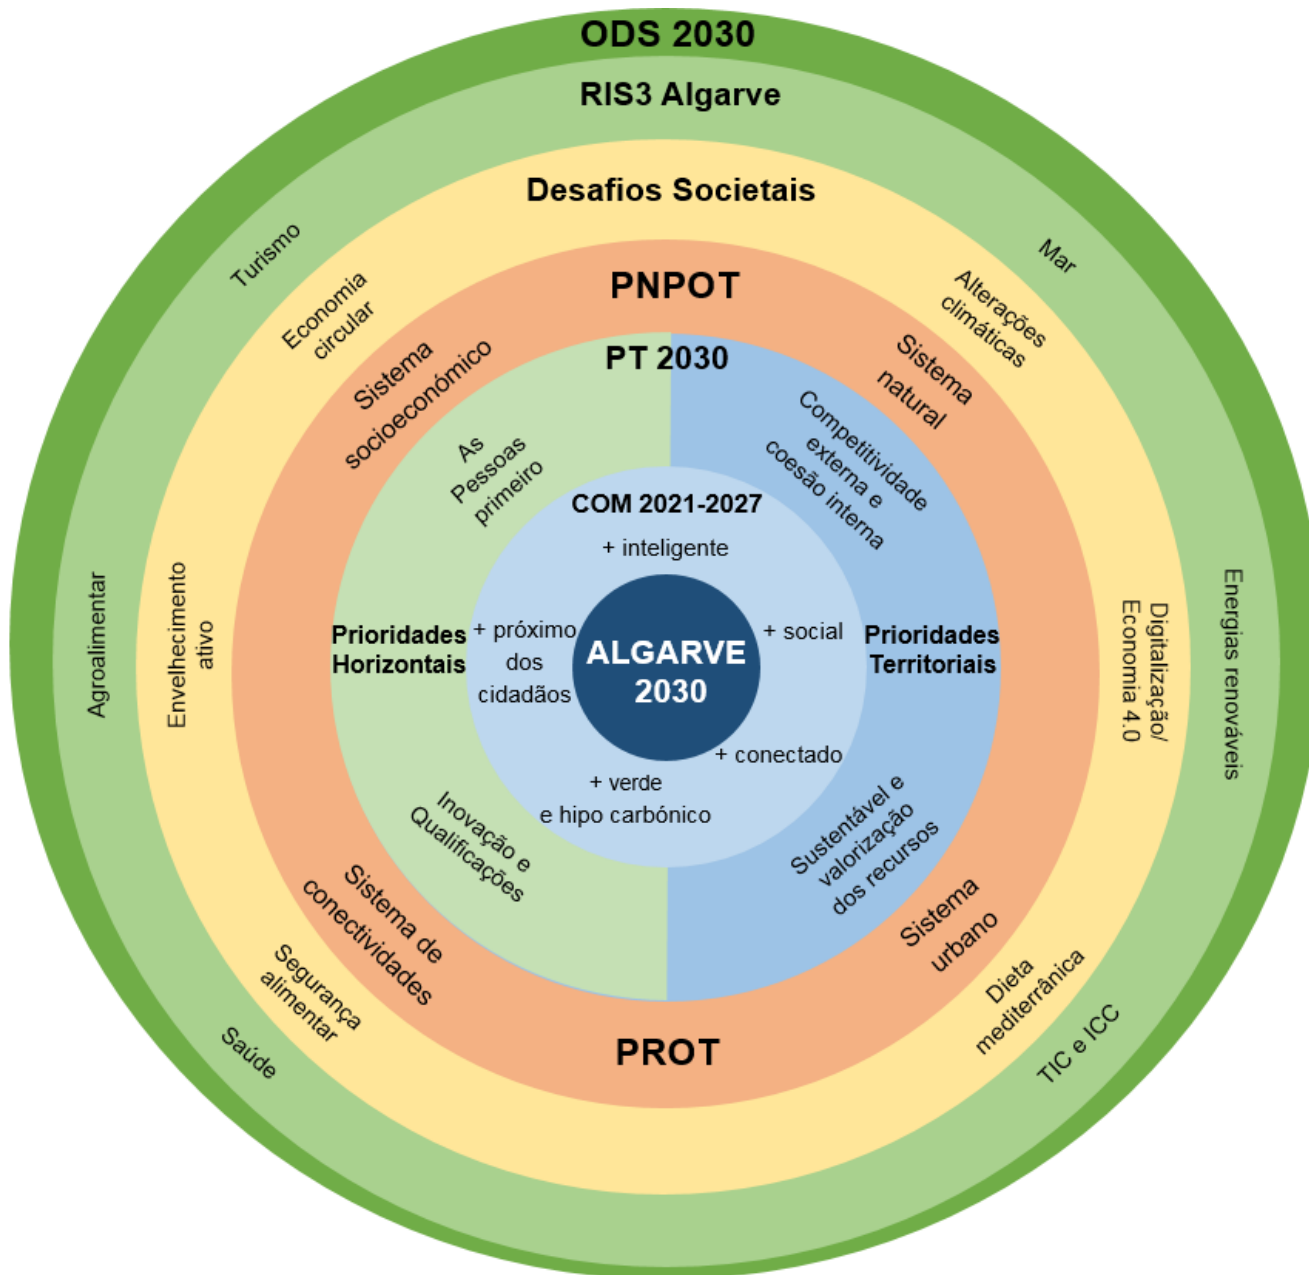 ODS 2030
RIS3 Algarve
Desafios Societais
PNPOT
PT 2030
COM 2021-2027
+ inteligente
+ social
+ conectado
+ verde
e hipo carbónico
+ próximo
dos
cidadãos
ALGARVE
2030
Prioridades
Horizontais
As
Pessoas
primeiro
Inovação e
Qualificações
Prioridades
Territoriais
Competitividade
externa e
coesão interna
Sustentável e
valorização
dos recursos
Sistema
socioeconómico
Sistema
natural
Sistema
urbano
Sistema de
conectividades
PROT
Economia
circular
Alterações
climáticas
Digitalização/
Economia 4.0
Dieta
mediterrânica
Segurança
alimentar
Envelhecimento
ativo
Turismo
Mar
Energias renováveis
TIC e ICC
Saúde
Agroalimentar